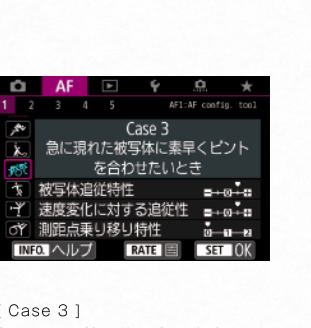 AF
1 2 3 4 5 AF1:AF config. tool
Case 3
急に現れた被写体に素早くピント
を合わせたいとき
被写体追従特性
速度変化に対する追従性
測距点乗り移り特性
0 1 2
INFO. ヘルプ RATE SET OK
[ Case 3 ]